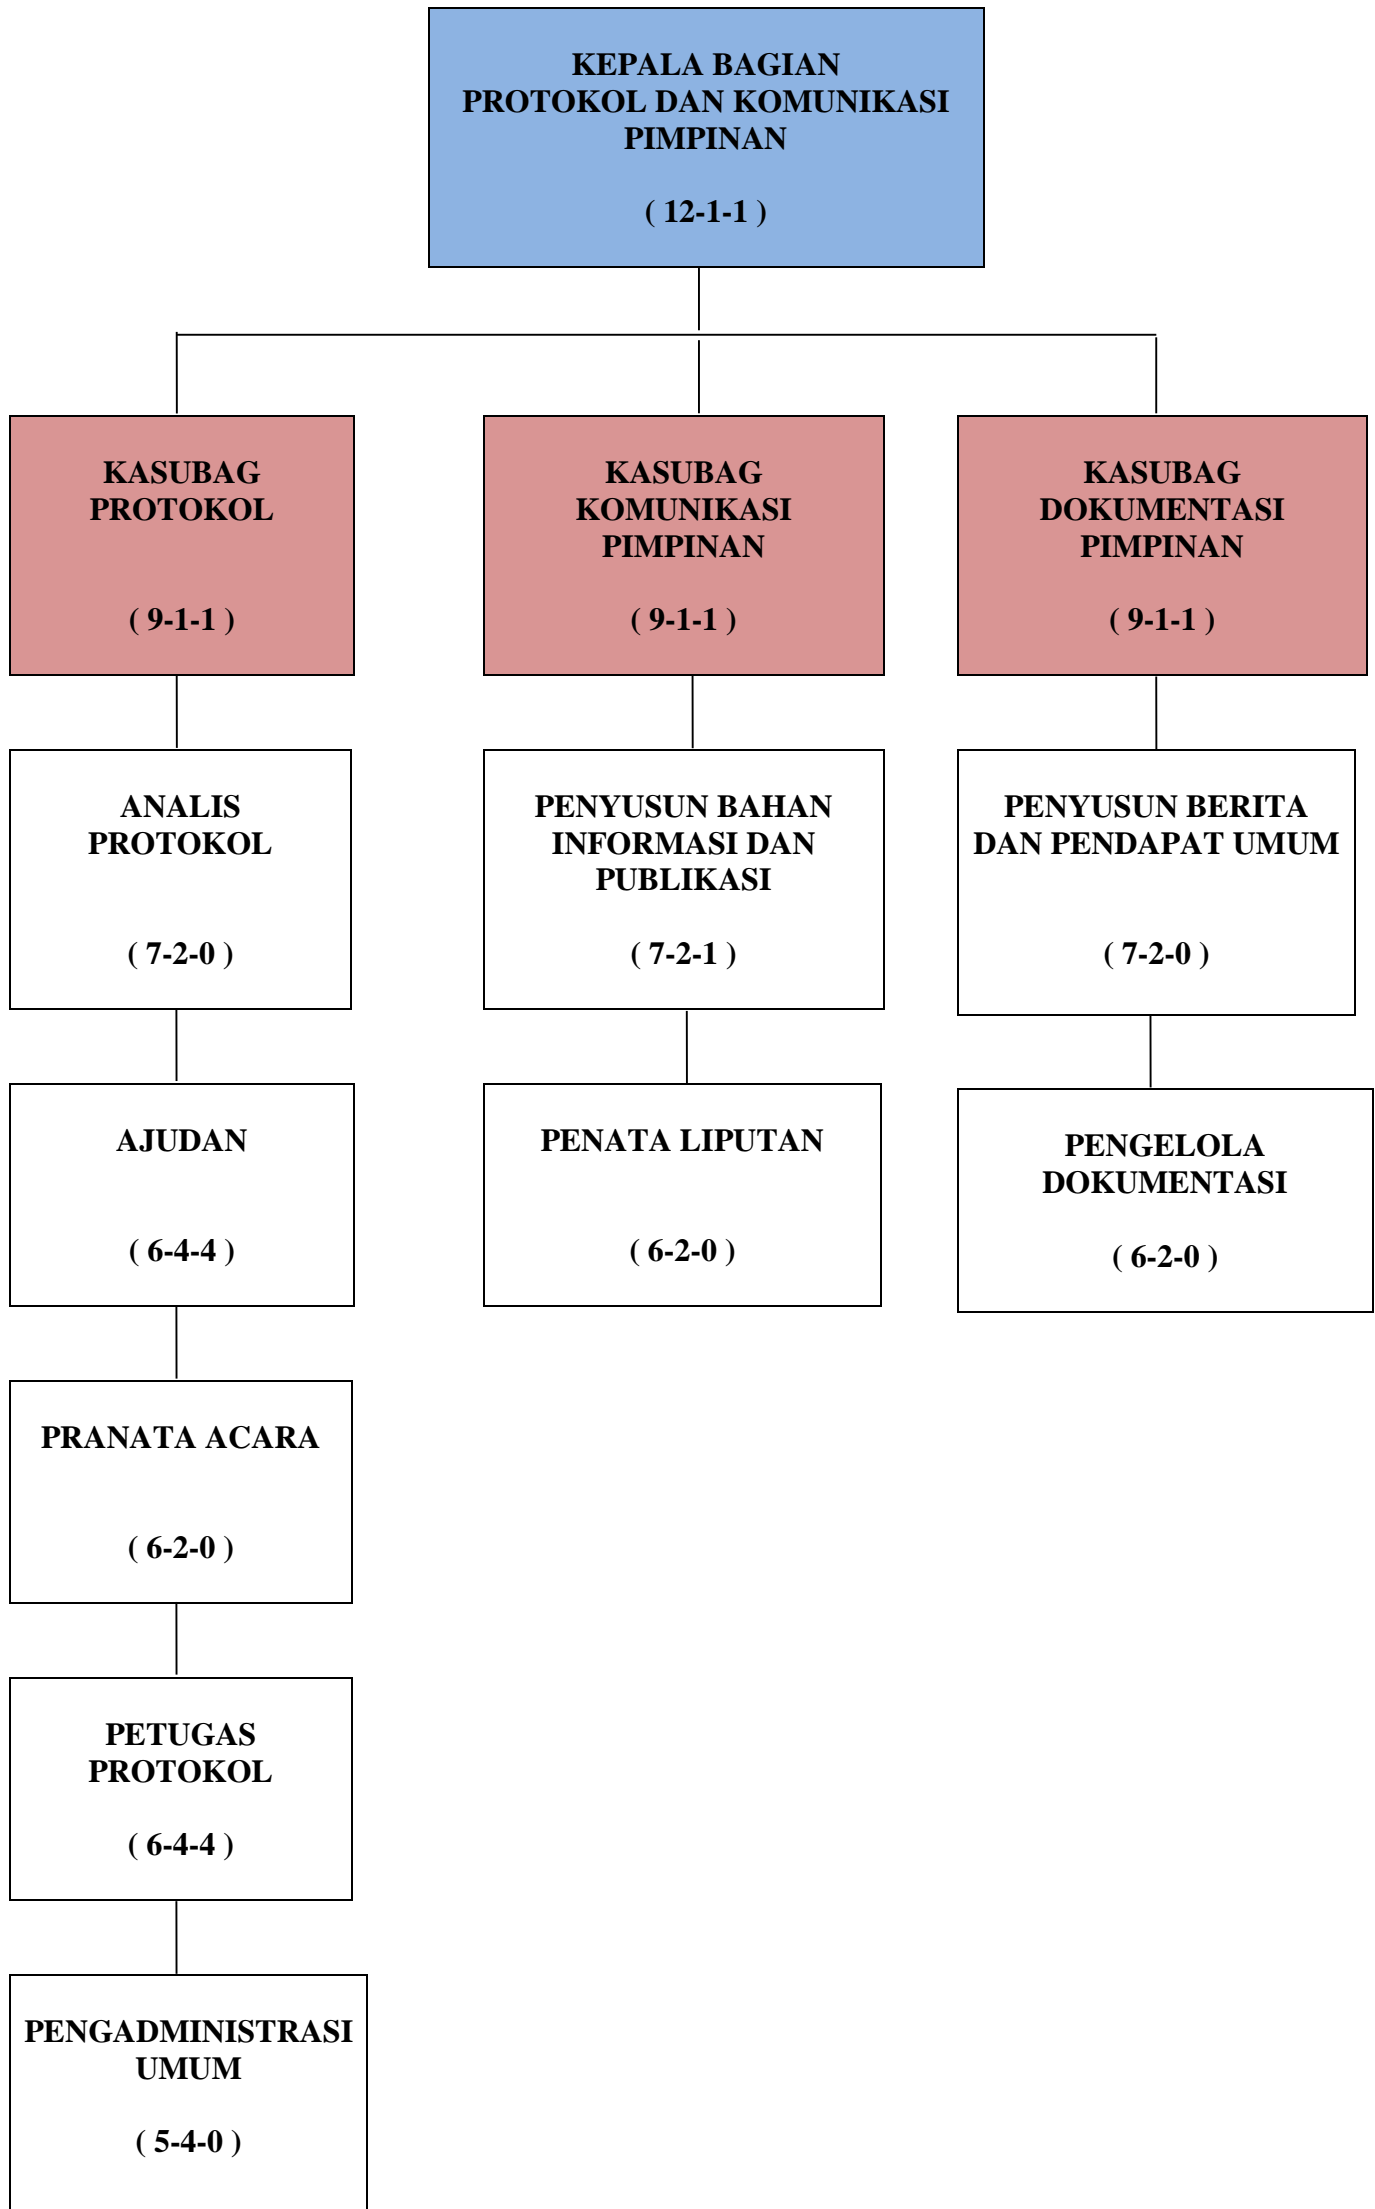 KEPALA BAGIAN
PROTOKOL DAN KOMUNIKASI
PIMPINAN
( 12-1-1 )
KASUBAG
PROTOKOL
( 9-1-1 )
KASUBAG
KOMUNIKASI
PIMPINAN
( 9-1-1 )
KASUBAG
DOKUMENTASI
PIMPINAN
( 9-1-1 )
ANALIS
PROTOKOL
( 7-2-0 )
PENYUSUN BAHAN
INFORMASI DAN
PUBLIKASI
( 7-2-1 )
PENYUSUN BERITA
DAN PENDAPAT UMUM
( 7-2-0 )
AJUDAN
( 6-4-4 )
PENATA LIPUTAN
( 6-2-0 )
PENGELOLA
DOKUMENTASI
( 6-2-0 )
PRANATA ACARA
( 6-2-0 )
PETUGAS
PROTOKOL
( 6-4-4 )
PENGADMINISTRASI
UMUM
( 5-4-0 )